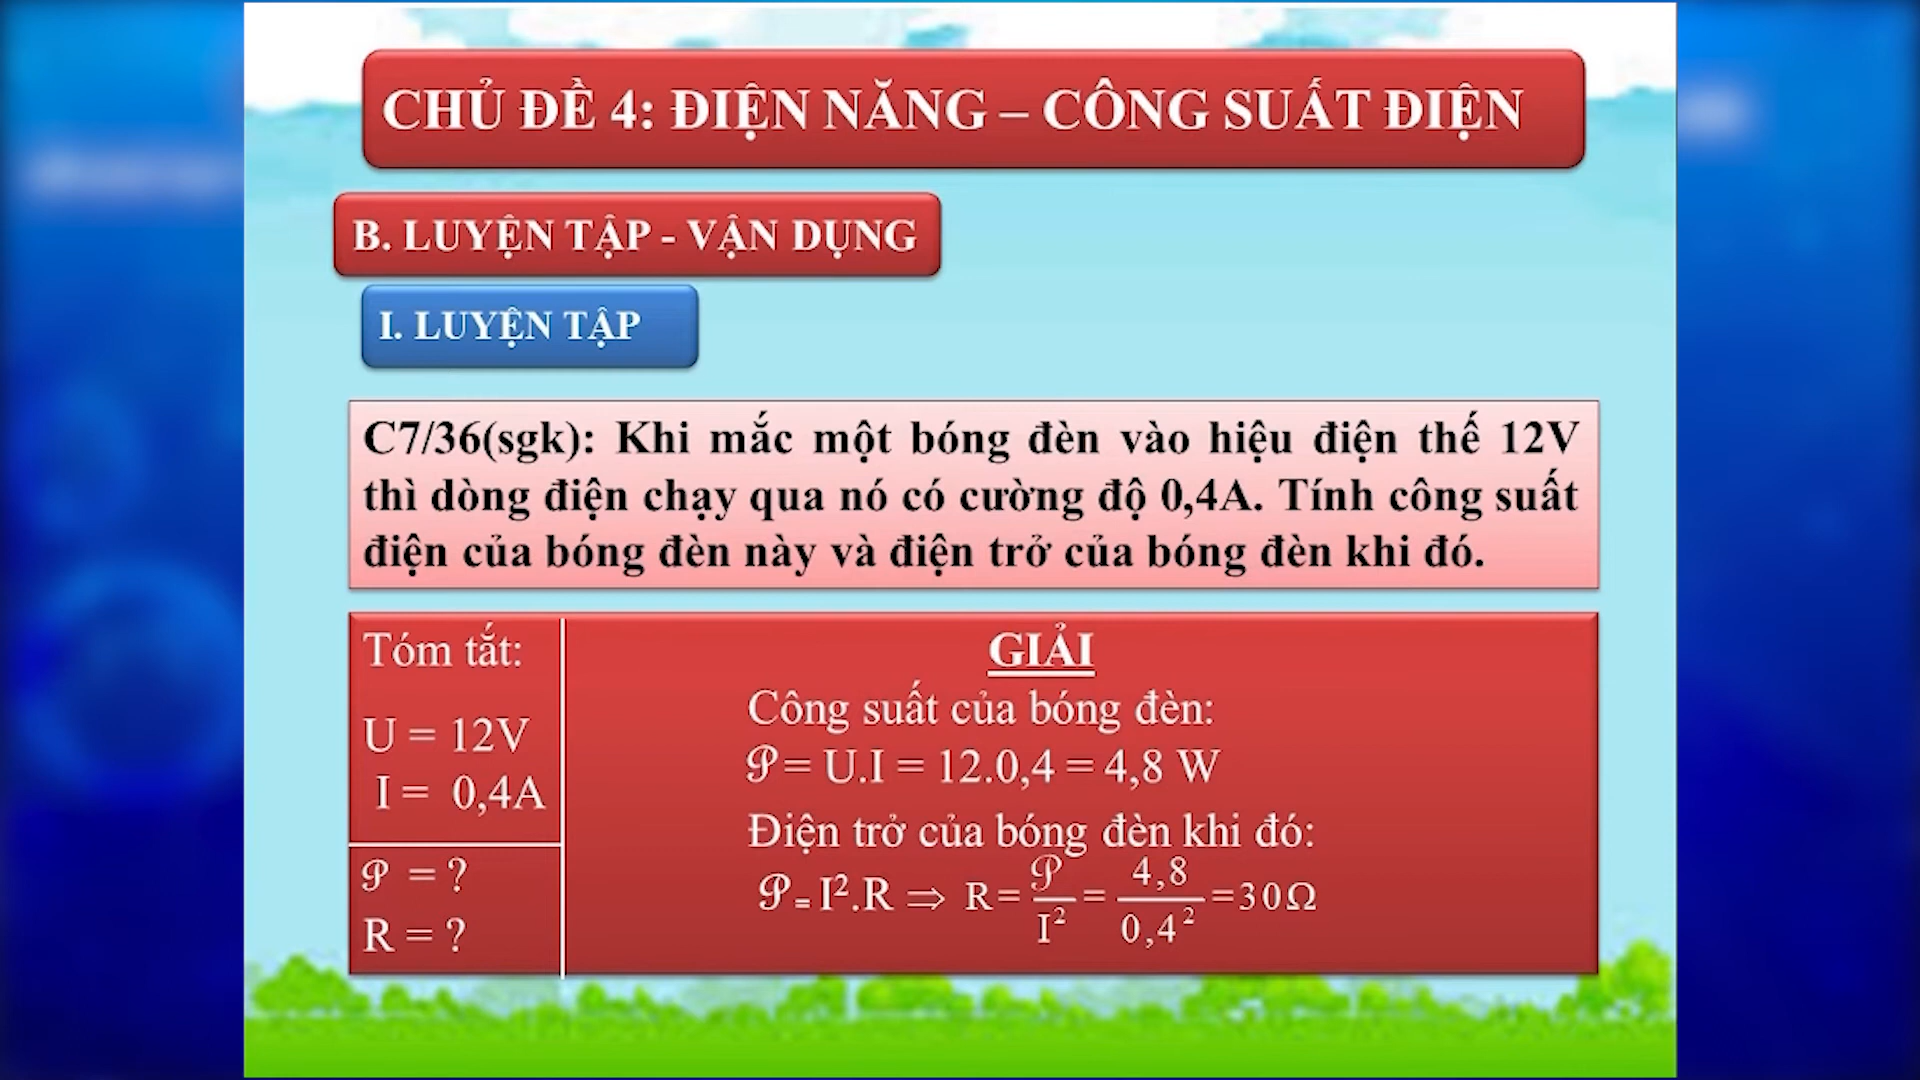 CHỦ ĐỀ 4: ĐIỆN NĂNG – CÔNG SUẤT ĐIỆN
B. LUYỆN TẬP - VẬN DỤNG
I. LUYỆN TẬP
C7/36(sgk): Khi mắc một bóng đèn vào hiệu điện thế 12V
thì dòng điện chạy qua nó có cường độ 0,4A. Tính công suất
điện của bóng đèn này và điện trở của bóng đèn khi đó.
Tóm tắt:
U = 12V
I = 0,4A
𝒫 = ?
R = ?
GIẢI
Công suất của bóng đèn:
𝒫 = U.I = 12.0,4 = 4,8 W
Điện trở của bóng đèn khi đó:
𝒫 = I².R ⇒ R = 𝒫/I² = 4,8/0,4² = 30Ω